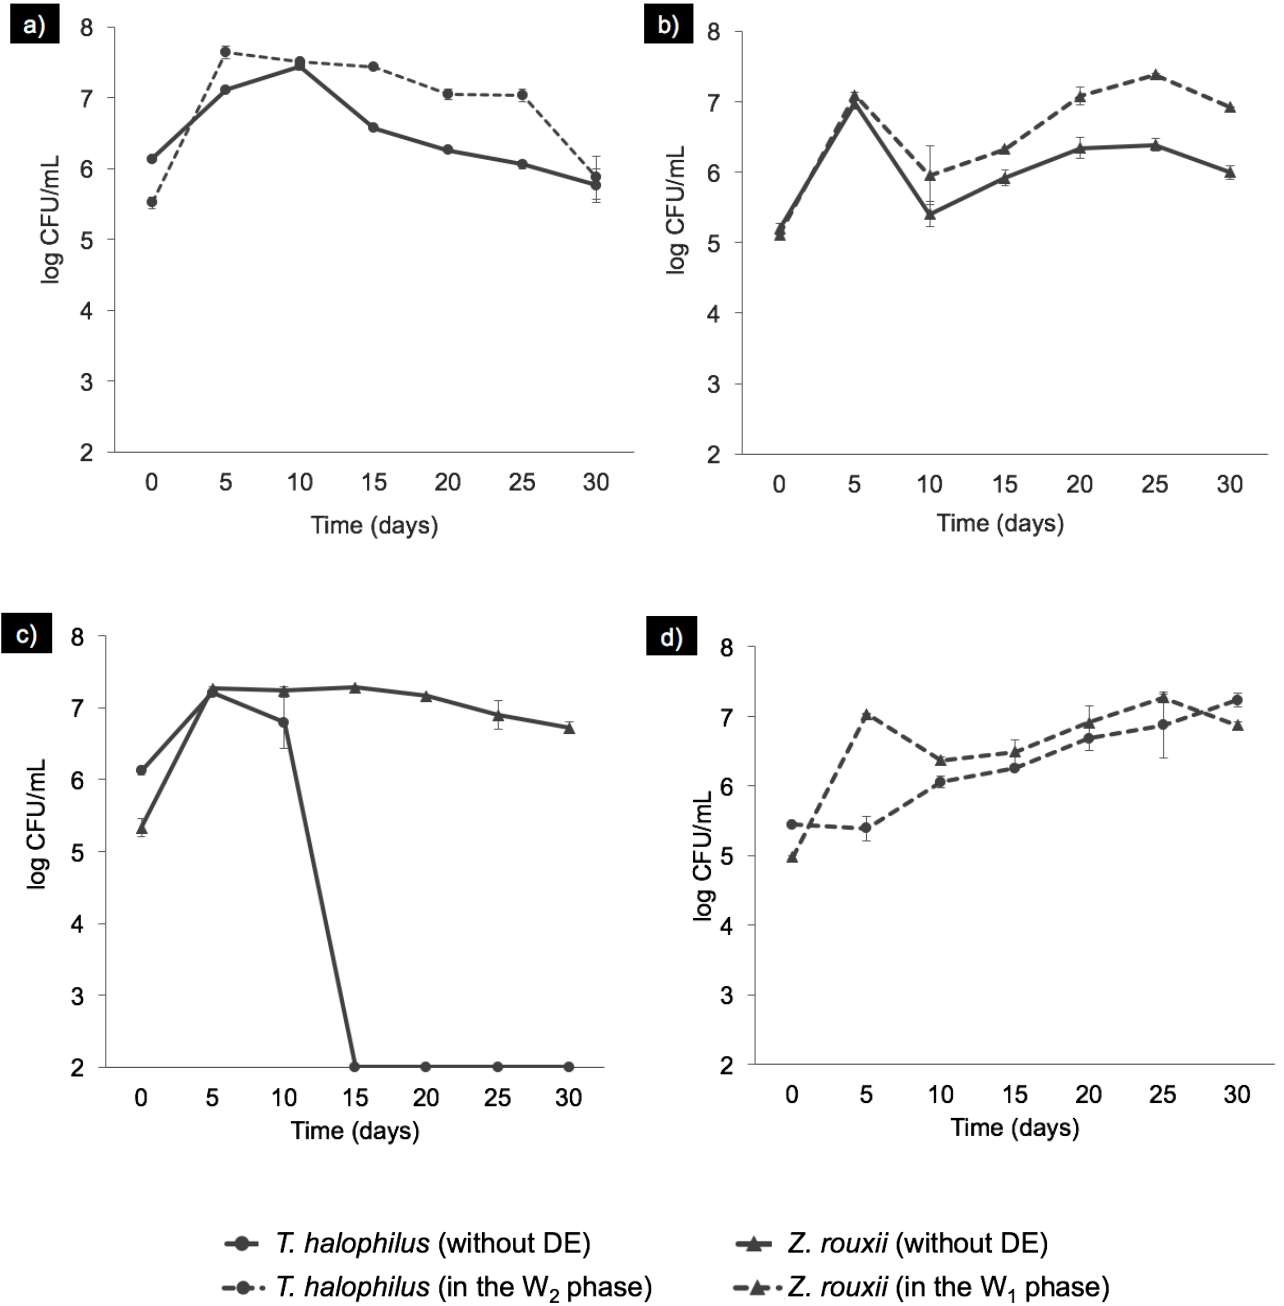 a)
8
7
6
5
4
3
2
log CFU/mL
0 5 10 15 20 25 30
Time (days)
b)
8
7
6
5
4
3
2
log CFU/mL
0 5 10 15 20 25 30
Time (days)
c)
8
7
6
5
4
3
2
log CFU/mL
0 5 10 15 20 25 30
Time (days)
d)
8
7
6
5
4
3
2
log CFU/mL
0 5 10 15 20 25 30
Time (days)
T. halophilus (without DE)
Z. rouxii (without DE)
T. halophilus (in the W₂ phase)
Z. rouxii (in the W₁ phase)